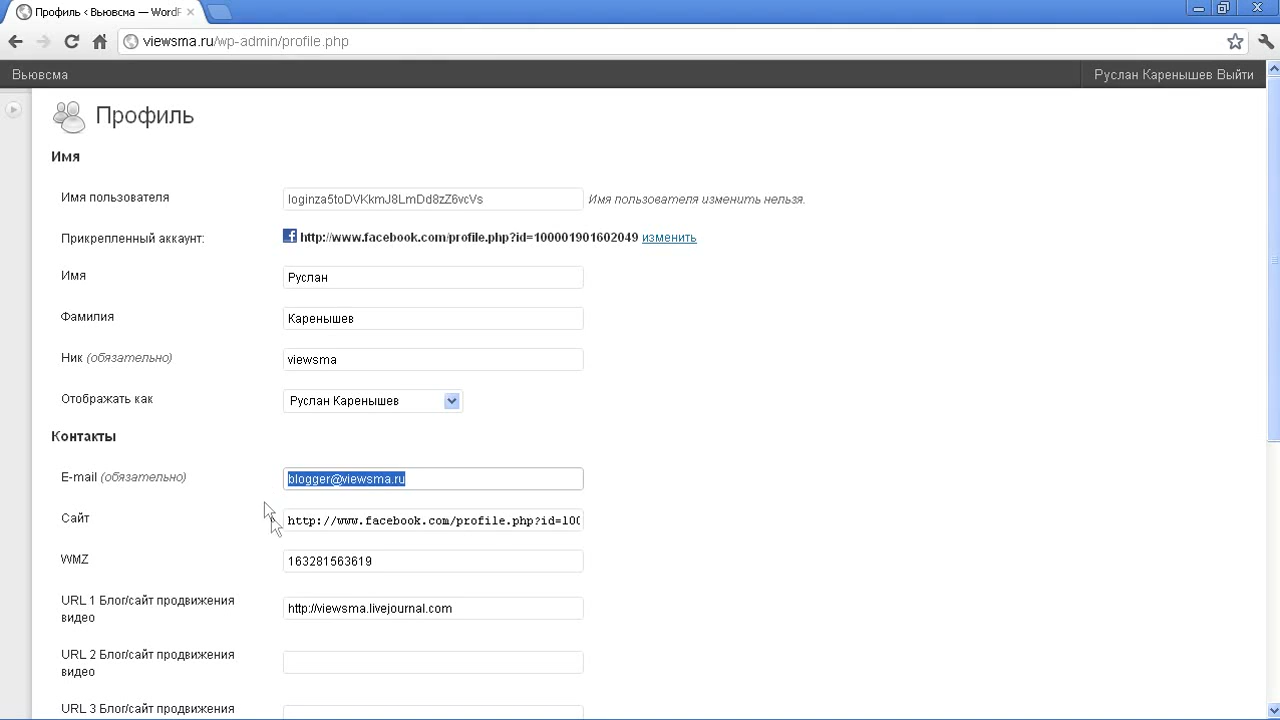 Профиль ‹ Вьювсма — WordP
viewsma.ru/wp-admin/profile.php
Вьювсма
Руслан Каренышев Выйти
Профиль
Имя
Имя пользователя
loginza5toDVKkmJ8LmDd8zZ6vcVs
Имя пользователя изменить нельзя.
Прикрепленный аккаунт:
http://www.facebook.com/profile.php?id=100001901602049 изменить
Имя
Руслан
Фамилия
Каренышев
Ник (обязательно)
viewsma
Отображать как
Руслан Каренышев
Контакты
E-mail (обязательно)
blogger@viewsma.ru
Сайт
http://www.facebook.com/profile.php?id=100
WMZ
163281563619
URL 1 Блог/сайт продвижения
видео
http://viewsma.livejournal.com
URL 2 Блог/сайт продвижения
видео
URL 3 Блог/сайт продвижения